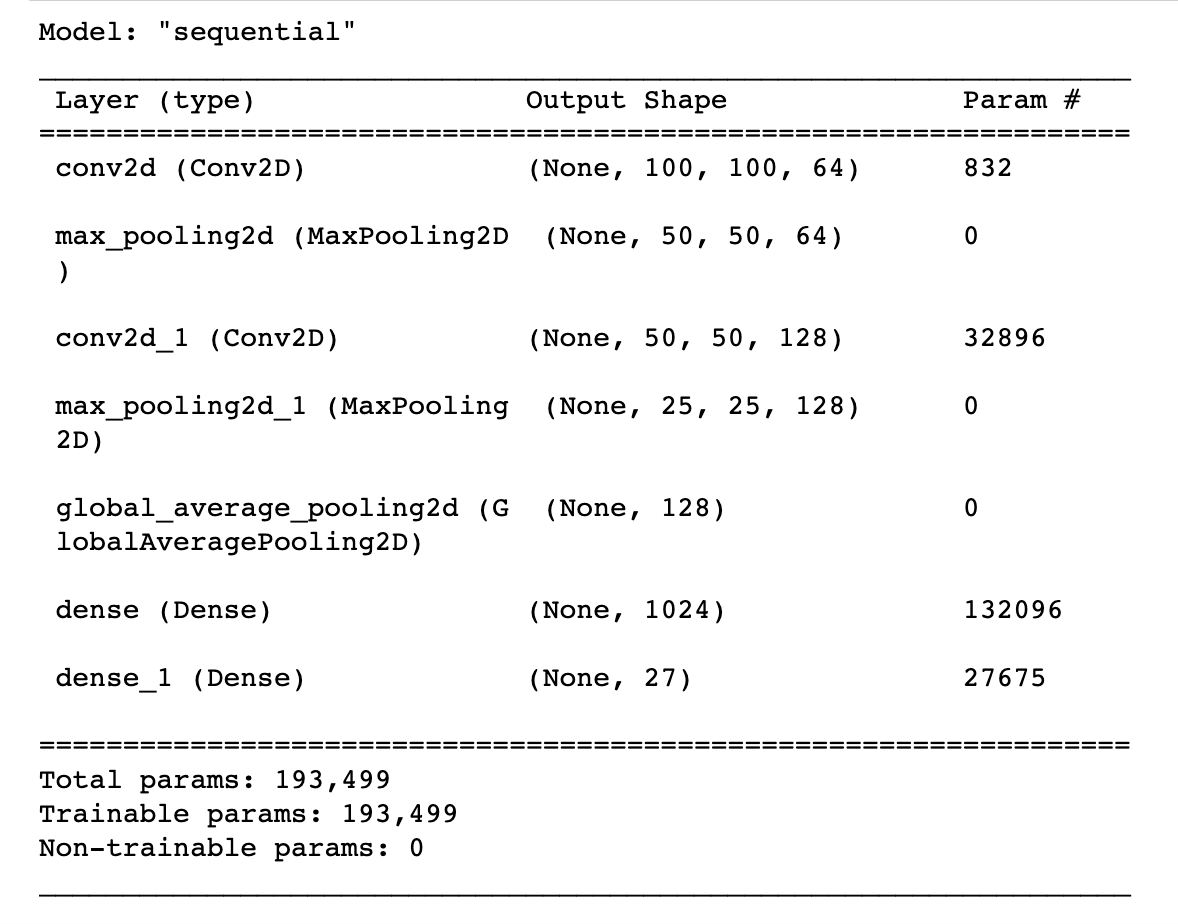 Model: "sequential"
_________________________________________________________________
Layer (type) Output Shape Param #
=================================================================
conv2d (Conv2D) (None, 100, 100, 64) 832
max_pooling2d (MaxPooling2D (None, 50, 50, 64) 0
)
conv2d_1 (Conv2D) (None, 50, 50, 128) 32896
max_pooling2d_1 (MaxPooling (None, 25, 25, 128) 0
2D)
global_average_pooling2d (G (None, 128) 0
lobalAveragePooling2D)
dense (Dense) (None, 1024) 132096
dense_1 (Dense) (None, 27) 27675
=================================================================
Total params: 193,499
Trainable params: 193,499
Non-trainable params: 0
_________________________________________________________________